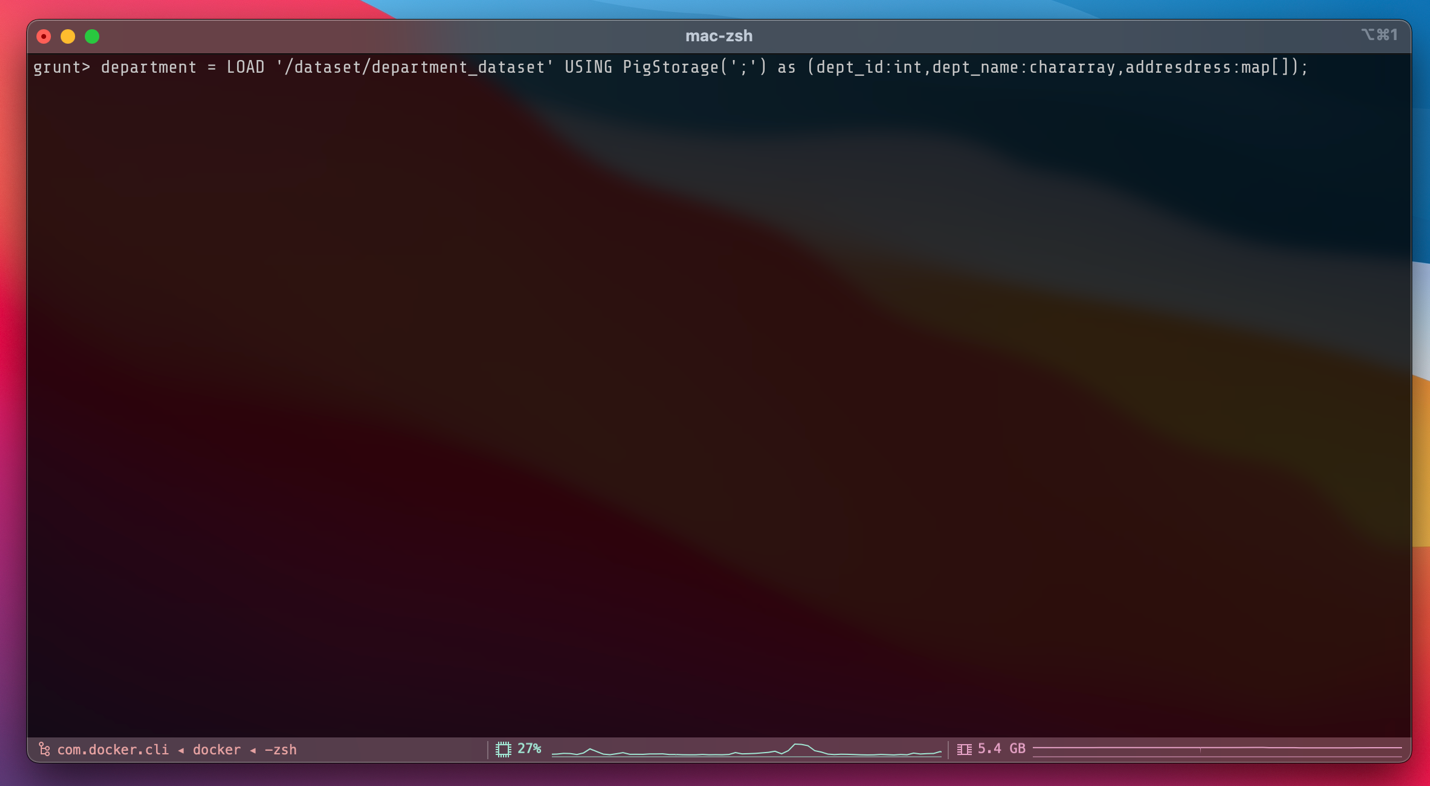 mac-zsh
⌥⌘1
grunt> department = LOAD '/dataset/department_dataset' USING PigStorage(';') as (dept_id:int,dept_name:chararray,addresdress:map[]);
com.docker.cli ◂ docker ◂ -zsh
27%
5.4 GB